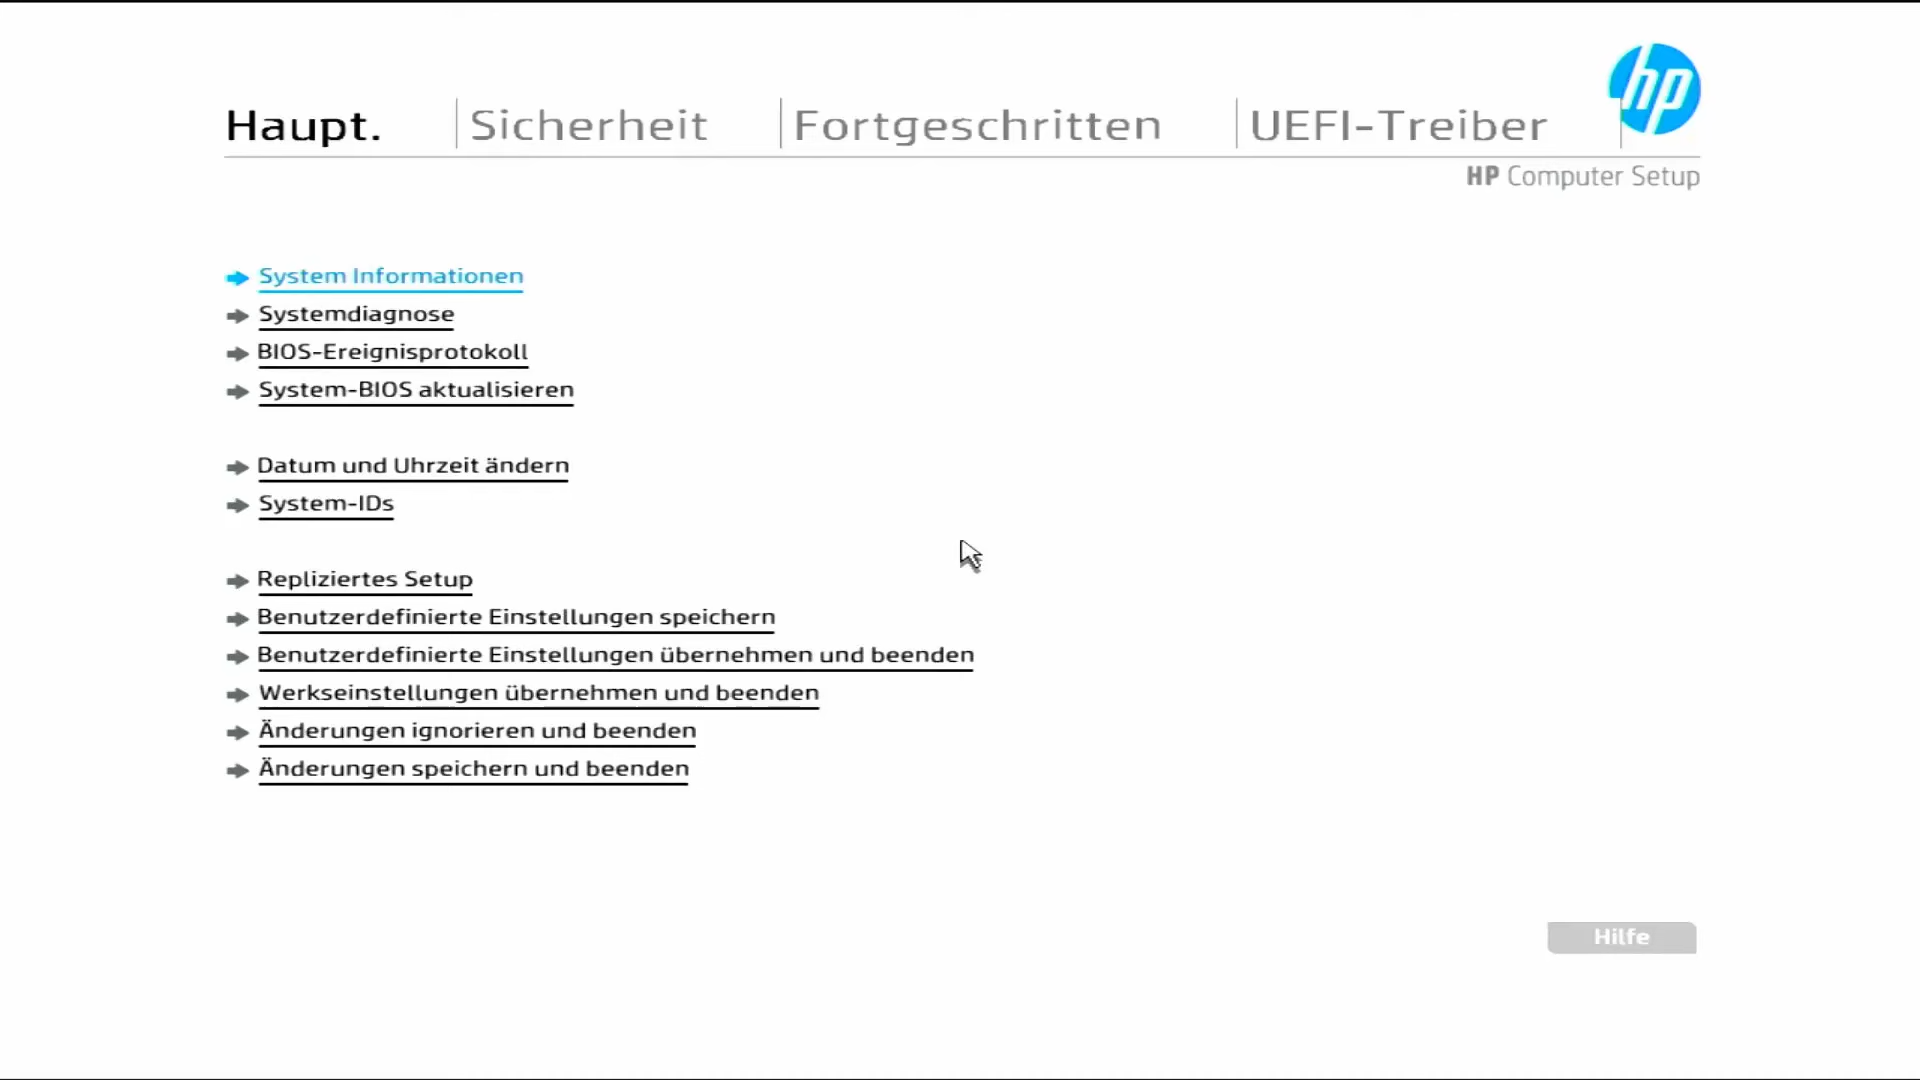 hp
Haupt. Sicherheit Fortgeschritten UEFI-Treiber
HP Computer Setup
System Informationen
Systemdiagnose
BIOS-Ereignisprotokoll
System-BIOS aktualisieren
Datum und Uhrzeit ändern
System-IDs
Repliziertes Setup
Benutzerdefinierte Einstellungen speichern
Benutzerdefinierte Einstellungen übernehmen und beenden
Werkseinstellungen übernehmen und beenden
Änderungen ignorieren und beenden
Änderungen speichern und beenden
Hilfe